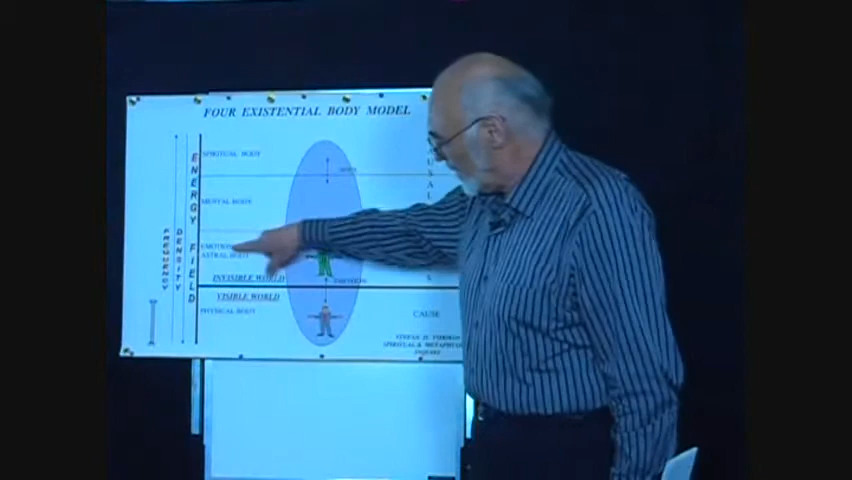 FOUR EXISTENTIAL BODY MODEL
SPIRITUAL BODY
MENTAL BODY
ENERGY FIELD
FREQUENCY
DENSITY
ASTRAL BODY
INVISIBLE WORLD
VISIBLE WORLD
PHYSICAL BODY
CAUSE
SPIRITUAL &